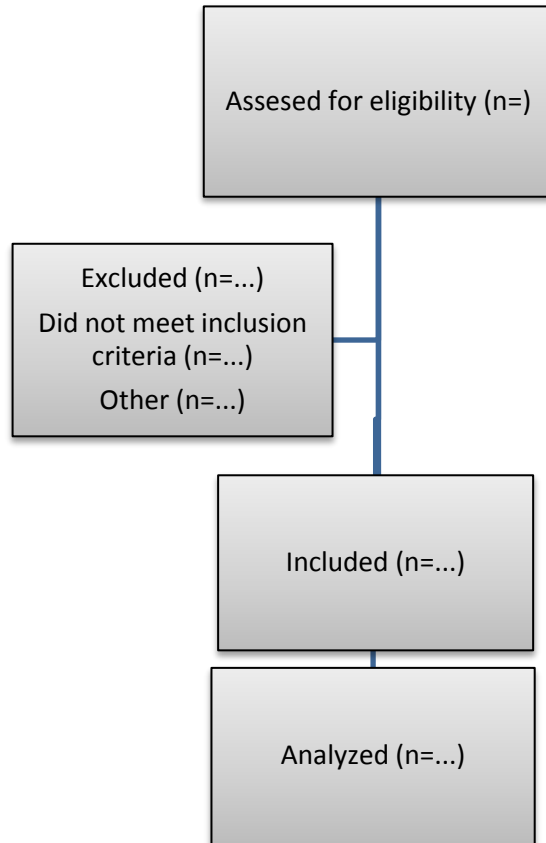 Assesed for eligibility (n=)
Excluded (n=...)
Did not meet inclusion
criteria (n=...)
Other (n=...)
Included (n=...)
Analyzed (n=...)